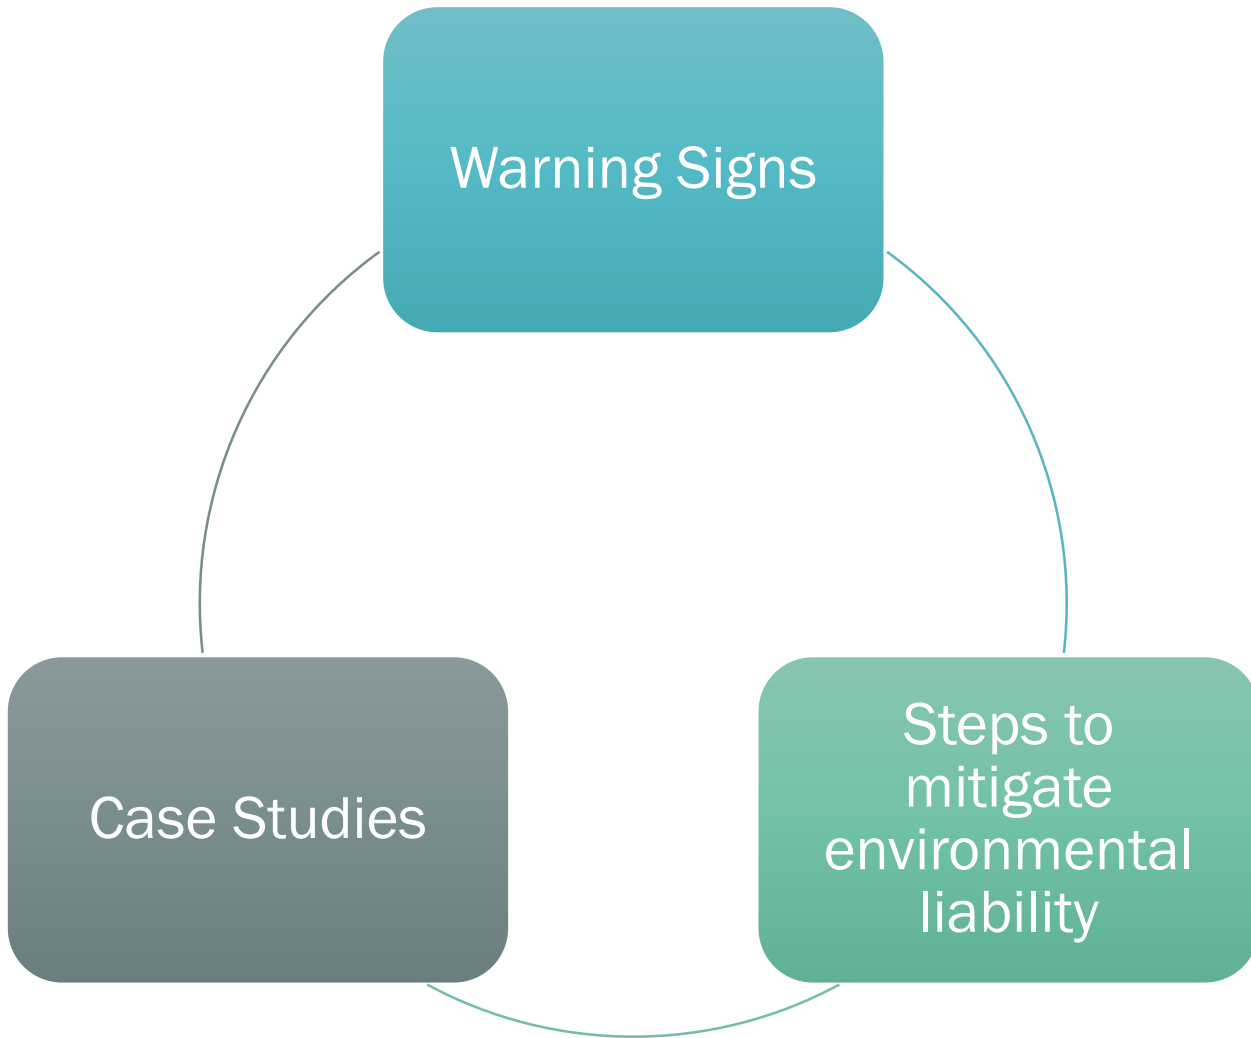 Warning Signs
Steps to
mitigate
environmental
liability
Case Studies